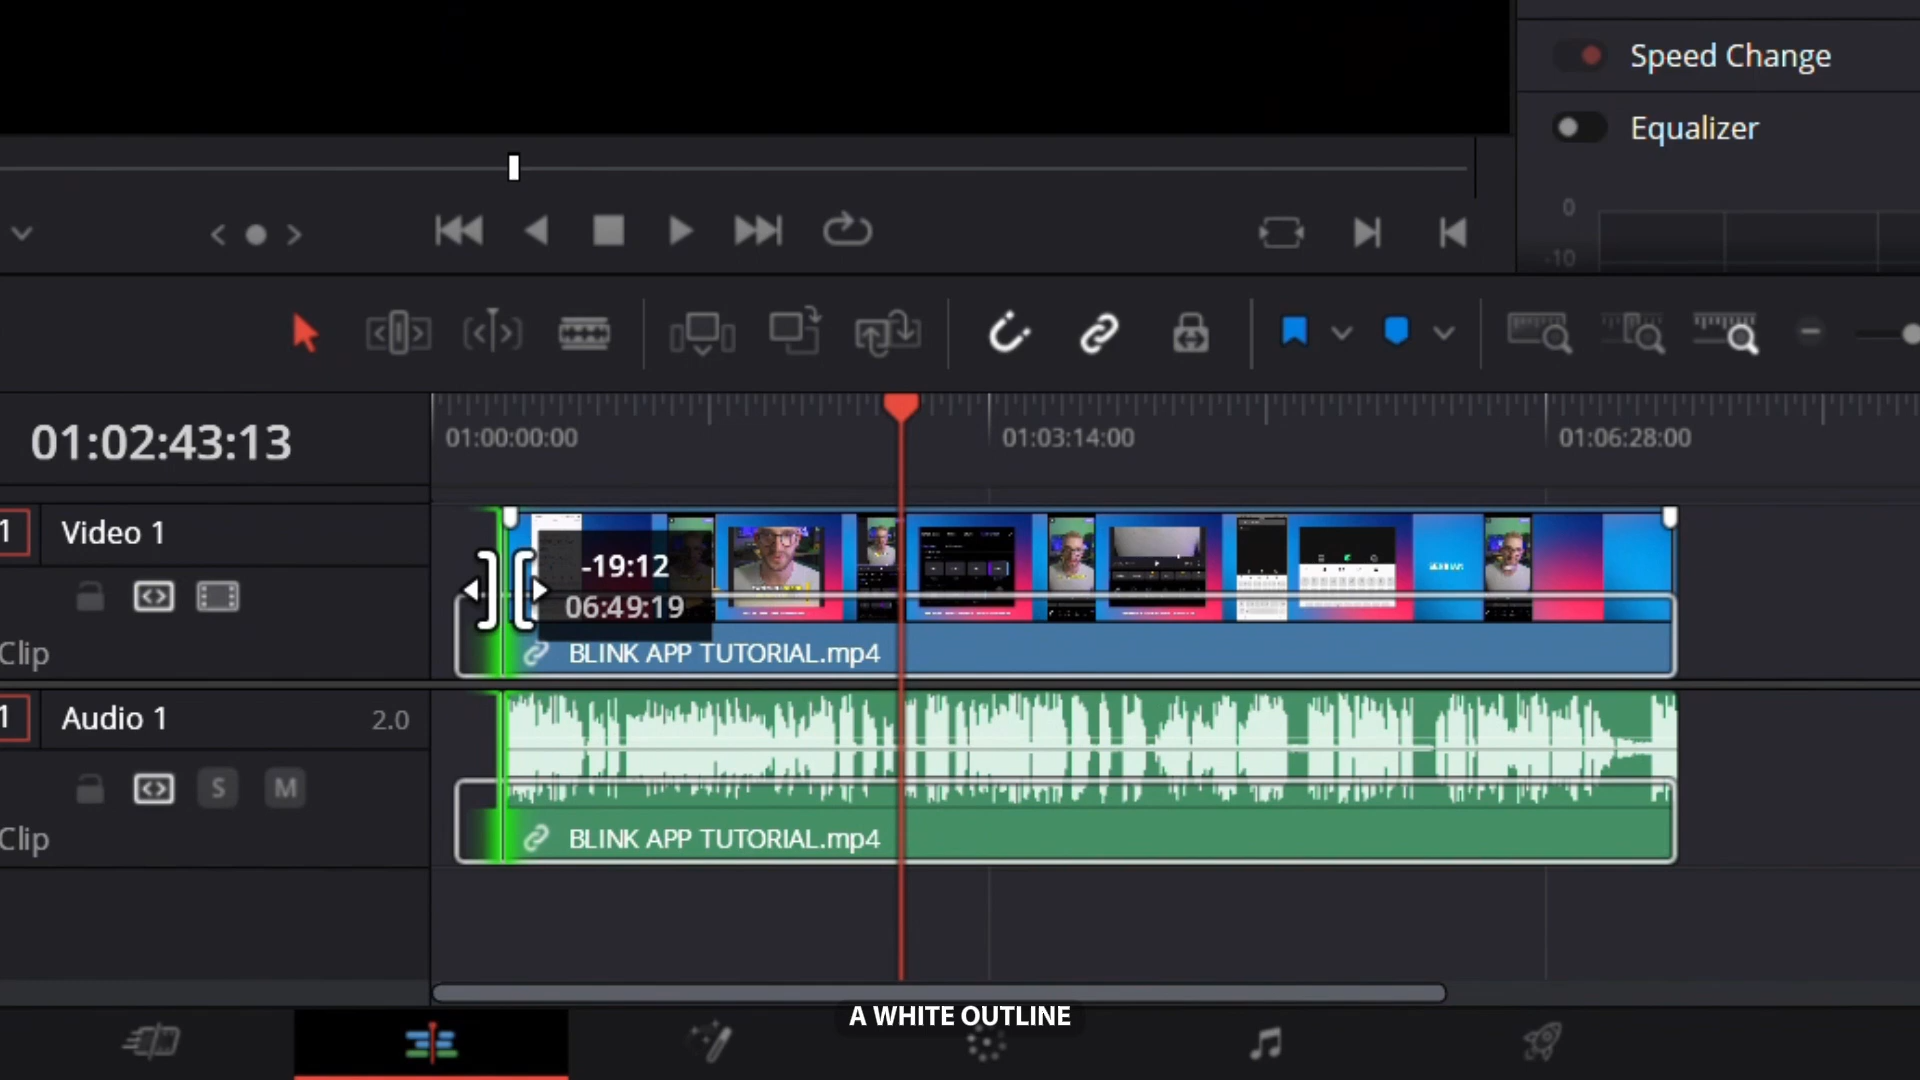 Speed Change
Equalizer
0
-10
01:02:43:13
01:00:00:00
01:03:14:00
01:06:28:00
1
Video 1
-19:12
06:49:19
Clip
BLINK APP TUTORIAL.mp4
1
Audio 1
2.0
S
M
Clip
BLINK APP TUTORIAL.mp4
A WHITE OUTLINE